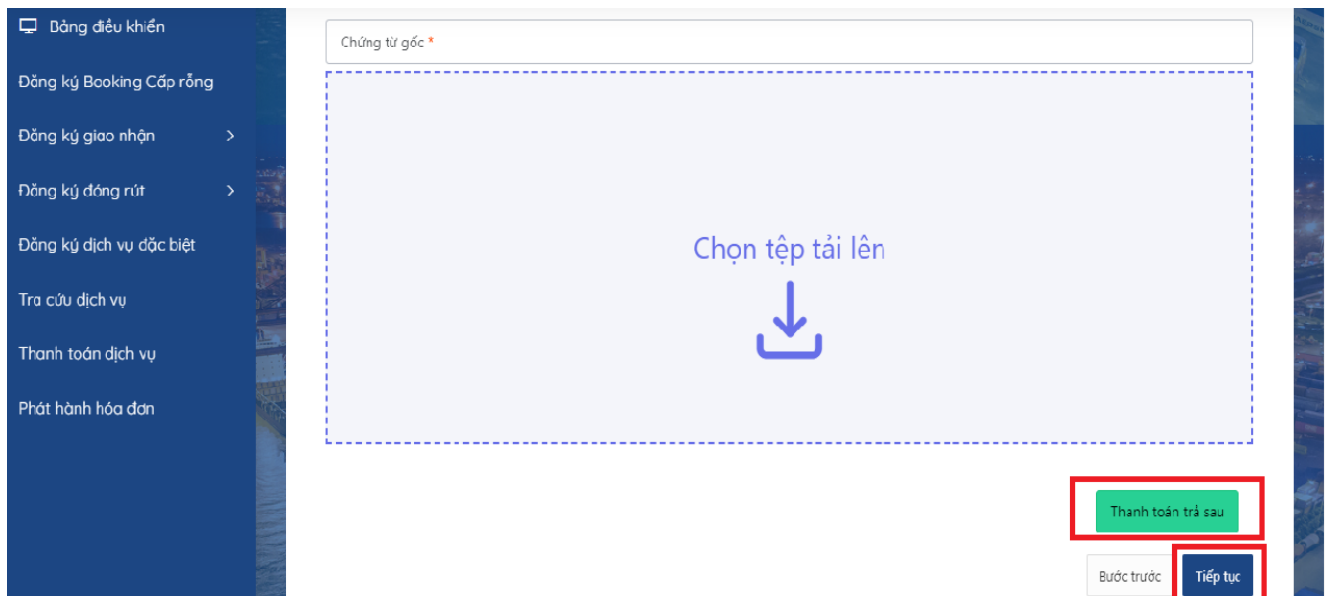 Bảng điều khiển
Đăng ký Booking Cấp rỗng
Đăng ký giao nhận
Đăng ký đóng rút
Đăng ký dịch vụ đặc biệt
Tra cứu dịch vụ
Thanh toán dịch vụ
Phát hành hóa đơn
Chứng từ gốc *
Chọn tệp tải lên
Thanh toán trả sau
Bước trước
Tiếp tục